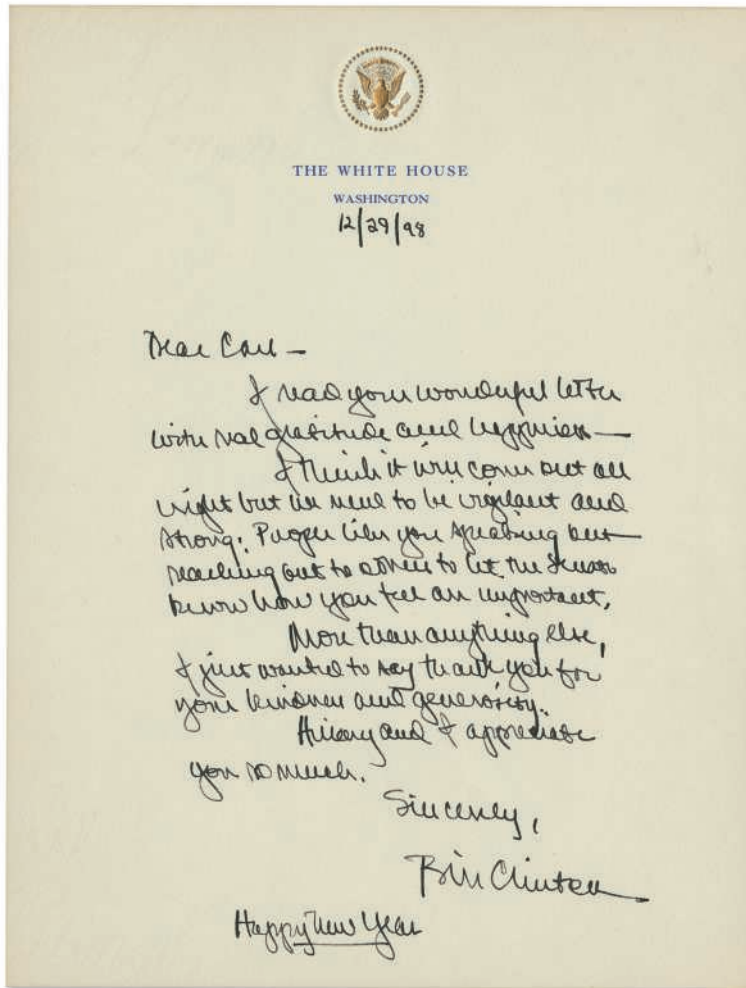 THE WHITE HOUSE
WASHINGTON
12/29/98
Dear Carl —
I read your wonderful letter
with real gratitude and happiness —
I think it will come out all
right but we need to be vigilant and
strong. People like you speaking out
reaching out to others to let the Senate
know how you feel are important.
More than anything else,
I just wanted to say thank you for
your kindness and generosity.
Hillary and I appreciate
you so much.
Sincerely,
Bill Clinton
Happy New Year